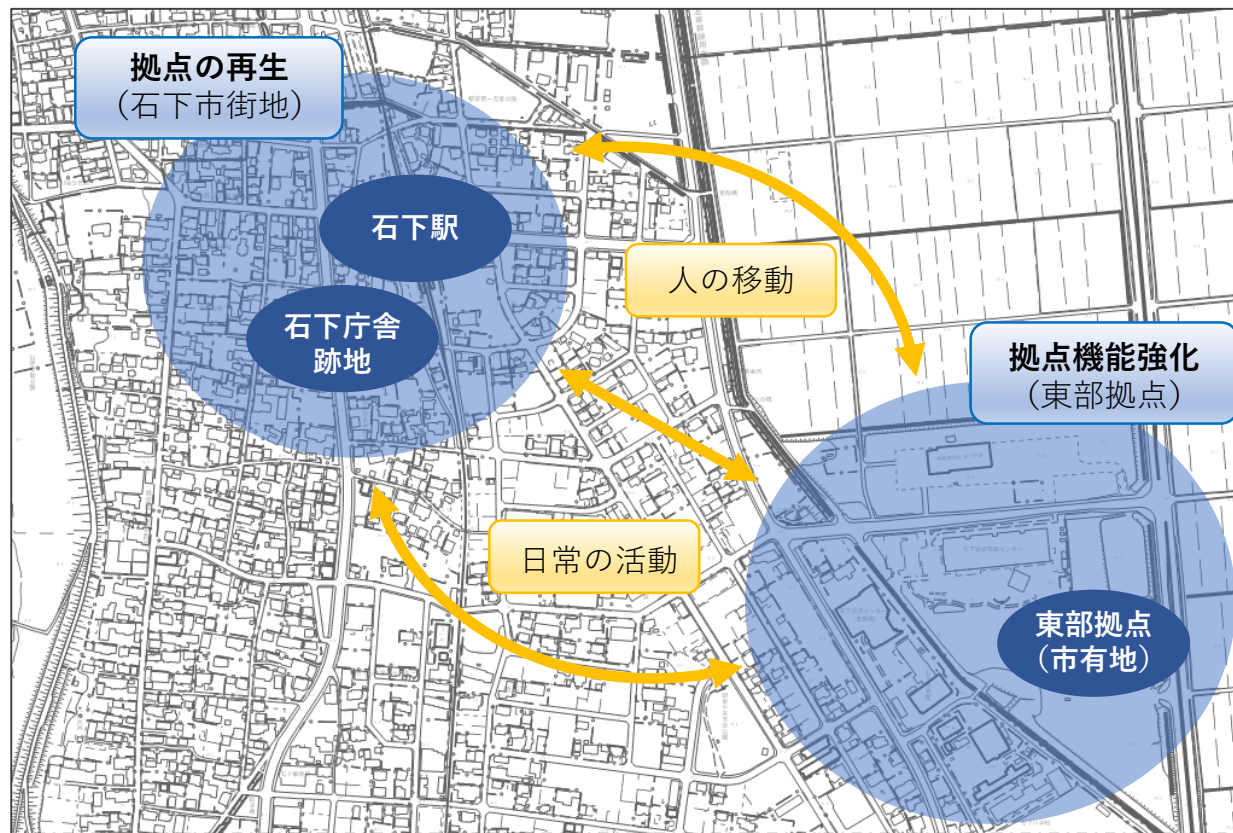 拠点の再生
（石下市街地）
石下駅
石下庁舎
跡地
人の移動
拠点機能強化
（東部拠点）
日常の活動
東部拠点
（市有地）